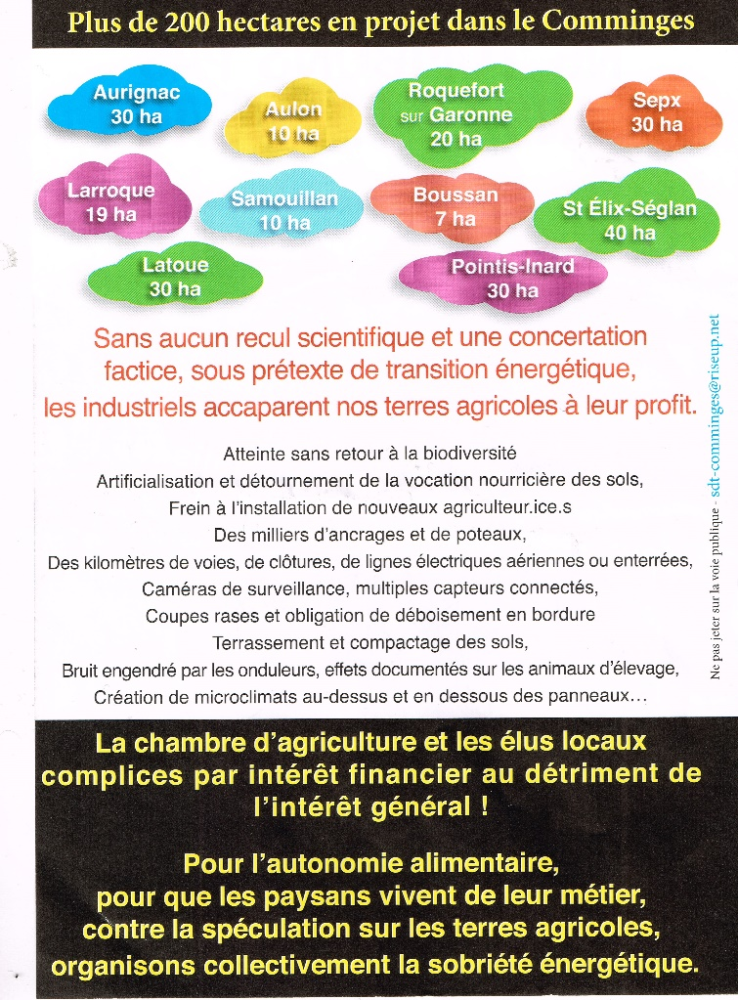 Plus de 200 hectares en projet dans le Comminges
Aurignac
30 ha
Aulon
10 ha
Roquefort
sur Garonne
20 ha
Sepx
30 ha
Larroque
19 ha
Samouillan
10 ha
Boussan
7 ha
St Élix-Séglan
40 ha
Latoue
30 ha
Pointis-Inard
30 ha
Sans aucun recul scientifique et une concertation
factice, sous prétexte de transition énergétique,
les industriels accaparent nos terres agricoles à leur profit.
Atteinte sans retour à la biodiversité
Artificialisation et détournement de la vocation nourricière des sols,
Frein à l'installation de nouveaux agriculteur.ice.s
Des milliers d'ancrages et de poteaux,
Des kilomètres de voies, de clôtures, de lignes électriques aériennes ou enterrées,
Caméras de surveillance, multiples capteurs connectés,
Coupes rases et obligation de déboisement en bordure
Terrassement et compactage des sols,
Bruit engendré par les onduleurs, effets documentés sur les animaux d'élevage,
Création de microclimats au-dessus et en dessous des panneaux...
Ne pas jeter sur la voie publique - sdt-comminges@riseup.net
La chambre d'agriculture et les élus locaux
complices par intérêt financier au détriment de
l'intérêt général !
Pour l'autonomie alimentaire,
pour que les paysans vivent de leur métier,
contre la spéculation sur les terres agricoles,
organisons collectivement la sobriété énergétique.